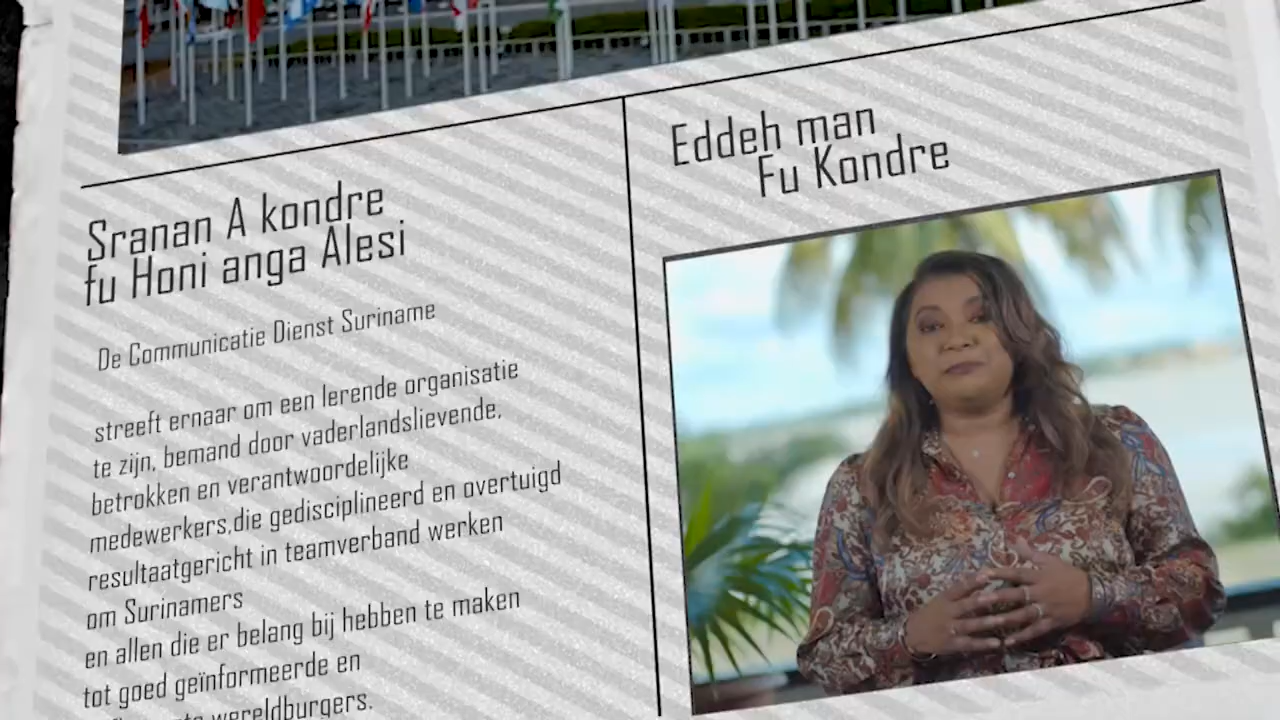 Sranan A kondre
fu Honi anga Alesi
De Communicatie Dienst Suriname
streeft ernaar om een lerende organisatie
te zijn, bemand door vaderlandslievende,
betrokken en verantwoordelijke
medewerkers,die gedisciplineerd en overtuigd
resultaatgericht in teamverband werken
om Surinamers
en allen die er belang bij hebben te maken
tot goed geïnformeerde en
wereldburgers.
Eddeh man
Fu Kondre